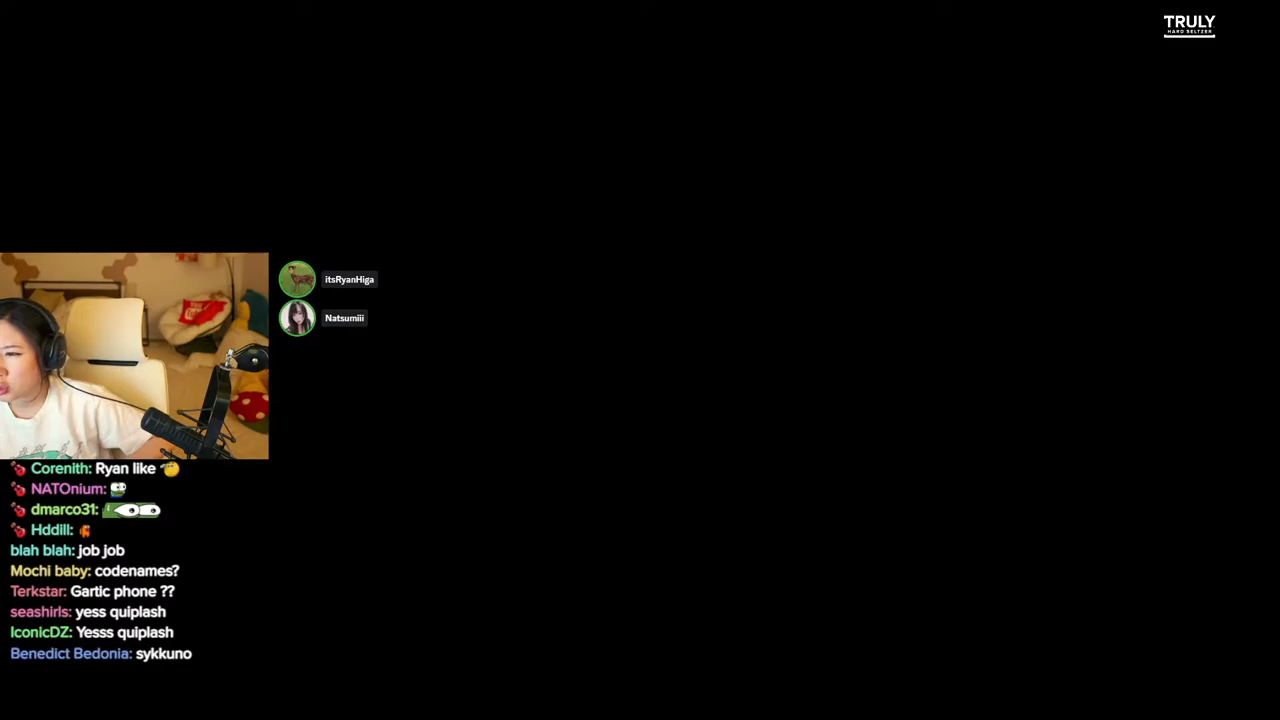 TRULY
HARD SELTZER
itsRyanHiga
Natsumiii
Corenith: Ryan like
NATOnium:
dmarco31:
Hddill:
blah blah: job job
Mochi baby: codenames?
Terkstar: Gartic phone ??
seashirls: yess quiplash
IconicDZ: Yesss quiplash
Benedict Bedonia: sykkuno